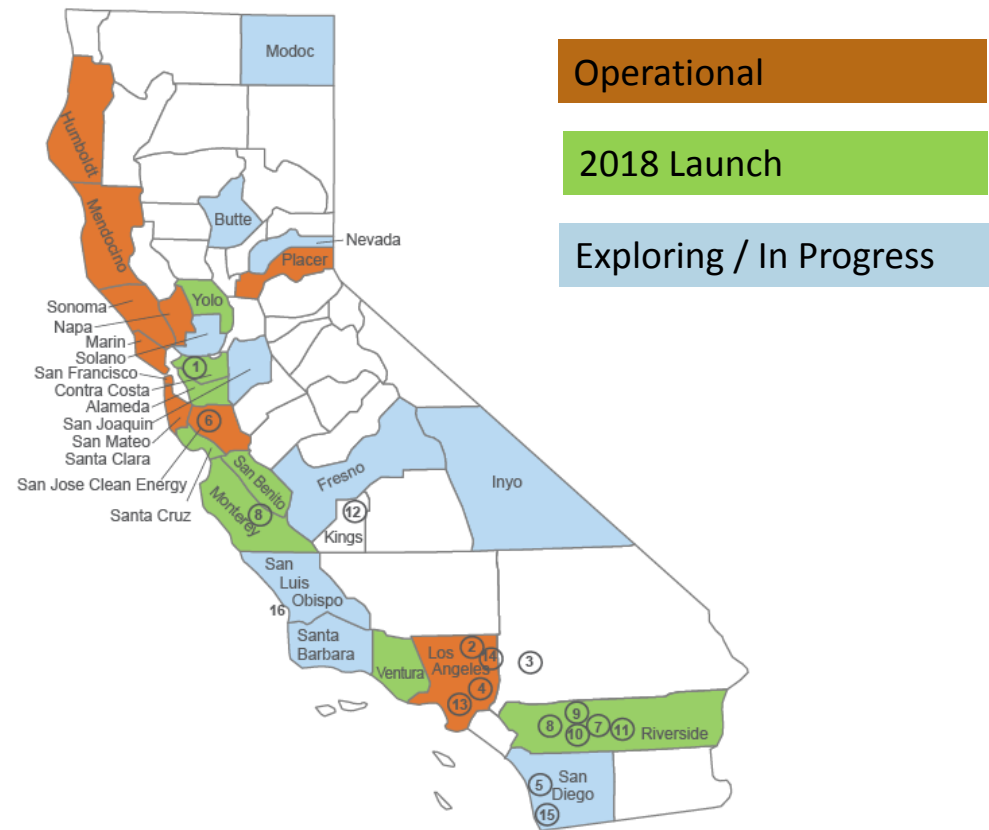 Modoc
Operational
2018 Launch
Exploring / In Progress
Humboldt
Mendocino
Butte
Nevada
Placer
Yolo
Sonoma
Napa
Marin
Solano
San Francisco
Contra Costa
Alameda
San Joaquin
San Mateo
Santa Clara
San Jose Clean Energy
Santa Cruz
1
6
San Benito
Monterey
8
Fresno
12
Kings
Inyo
San
Luis
Obispo
16
Santa
Barbara
Ventura
Los
Angeles
2
14
4
13
3
9
8
10
7
11
Riverside
5
San
Diego
15